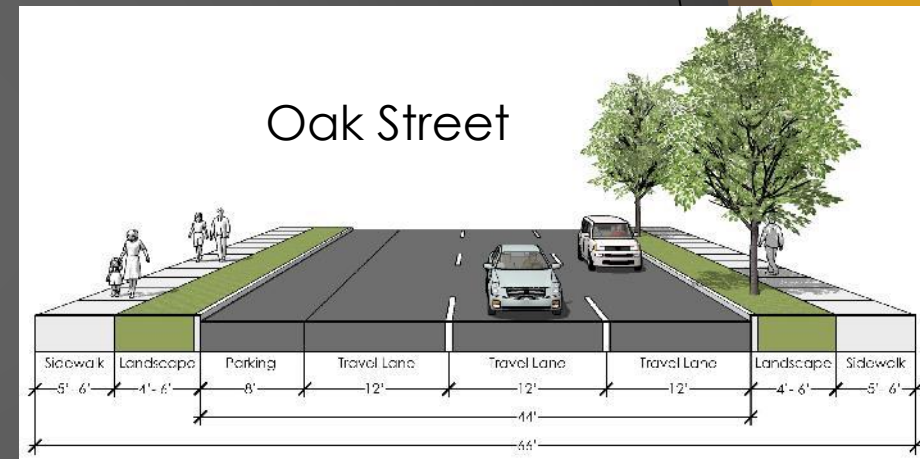 Oak Street
Sidewalk Landscape Parking Travel Lane Travel Lane Travel Lane Landscape Sidewalk
5'-6' 4'-6' 8' 12' 12' 12' 4'-6' 5'-6'
44'
66'